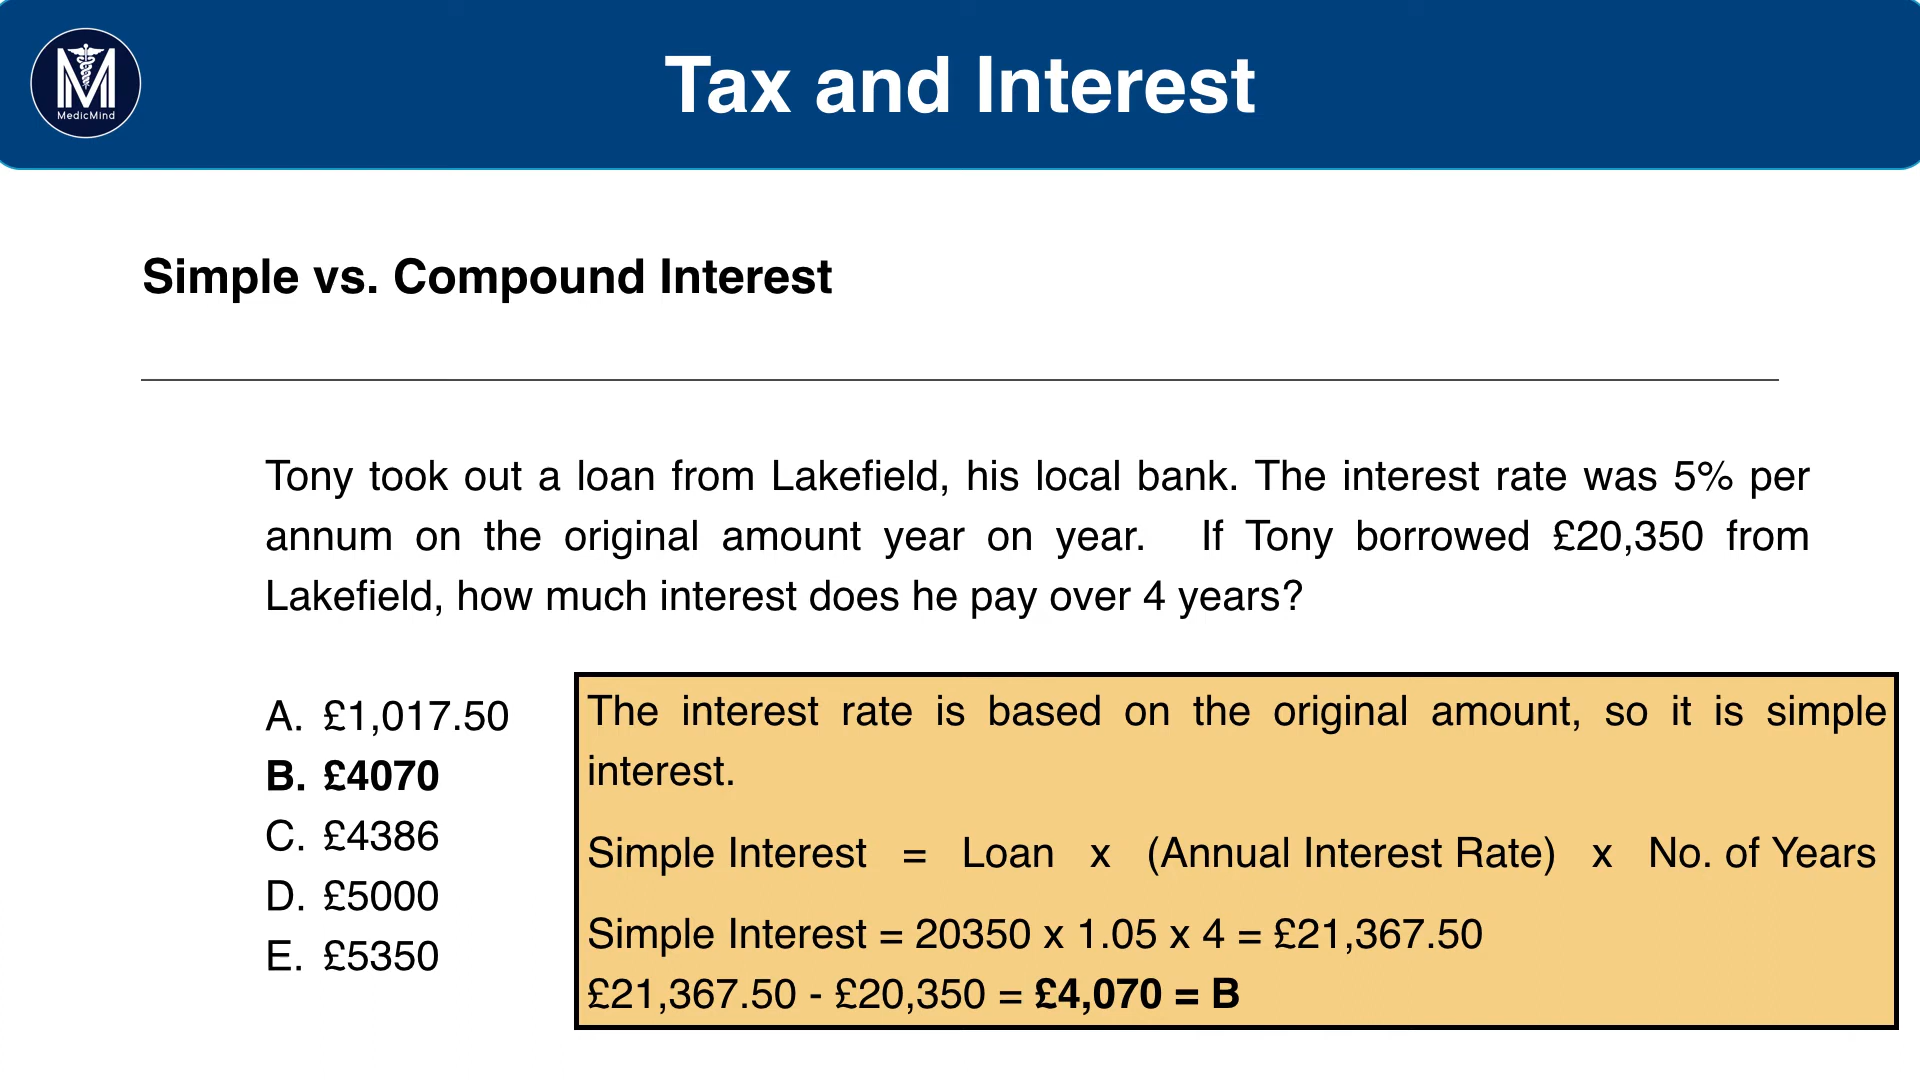 MedicMind
Tax and Interest
Simple vs. Compound Interest
Tony took out a loan from Lakefield, his local bank. The interest rate was 5% per
annum on the original amount year on year. If Tony borrowed £20,350 from
Lakefield, how much interest does he pay over 4 years?
A. £1,017.50
B. £4070
C. £4386
D. £5000
E. £5350
The interest rate is based on the original amount, so it is simple
interest.
Simple Interest = Loan x (Annual Interest Rate) x No. of Years
Simple Interest = 20350 x 1.05 x 4 = £21,367.50
£21,367.50 - £20,350 = £4,070 = B